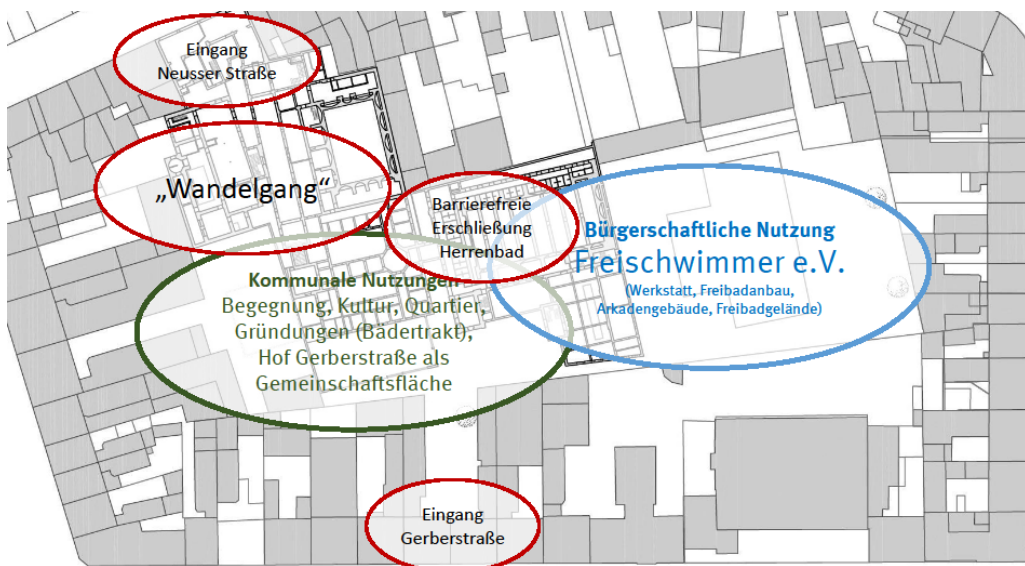 Eingang
Neusser Straße
„Wandelgang“
Barrierefreie
Erschließung
Herrenbad
Bürgerschaftliche Nutzung
Freischwimmer e.V.
(Werkstatt, Freibadanbau,
Arkadengebäude, Freibadgelände)
Kommunale Nutzungen
Begegnung, Kultur, Quartier,
Gründungen (Bädertrakt),
Hof Gerberstraße als
Gemeinschaftsfläche
Eingang
Gerberstraße